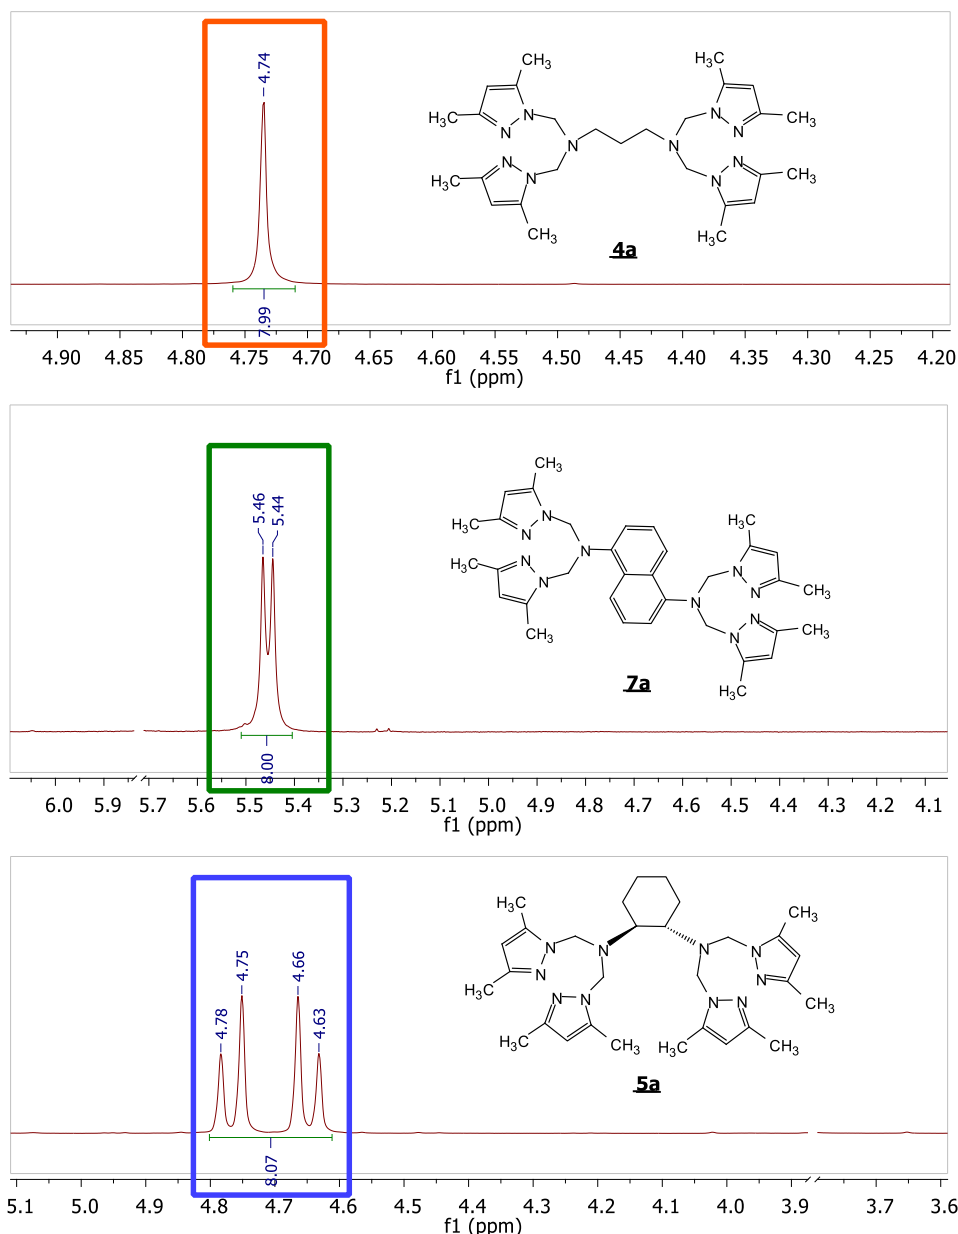 4.74
7.99
CH₃
H₃C
N
N
H₃C
N
N
CH₃
N
N
H₃C
N
N
CH₃
N
N
CH₃
H₃C
4a
4.90 4.85 4.80 4.75 4.70 4.65 4.60 4.55 4.50 4.45 4.40 4.35 4.30 4.25 4.20
f1 (ppm)
5.46
5.44
8.00
CH₃
H₃C
N
N
H₃C
N
N
CH₃
N
N
H₃C
N
N
CH₃
N
N
CH₃
H₃C
7a
6.0 5.9 5.7 5.6 5.5 5.4 5.3 5.2 5.1 5.0 4.9 4.8 4.7 4.6 4.5 4.4 4.3 4.2 4.1
f1 (ppm)
4.78
4.75
4.66
4.63
8.07
H₃C
N
N
H₃C
N
N
H₃C
CH₃
N
N
CH₃
N
N
CH₃
N
N
H₃C
CH₃
5a
5.1 5.0 4.9 4.8 4.7 4.6 4.5 4.4 4.3 4.2 4.1 4.0 3.9 3.7 3.6
f1 (ppm)